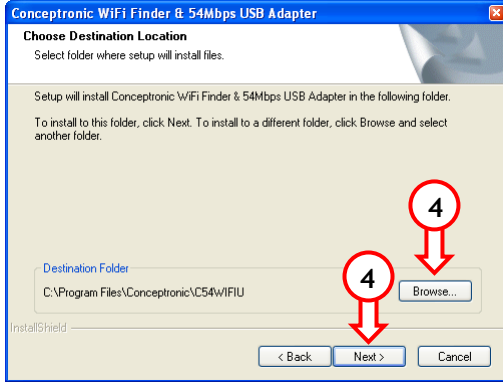 Conceptronic WiFi Finder & 54Mbps USB Adapter
Choose Destination Location
Select folder where setup will install files.
Setup will install Conceptronic WiFi Finder & 54Mbps USB Adapter in the following folder.
To install to this folder, click Next. To install to a different folder, click Browse and select
another folder.
4
Destination Folder
4
C:\Program Files\Conceptronic\C54WIFIU
Browse...
InstallShield
< Back
Next >
Cancel